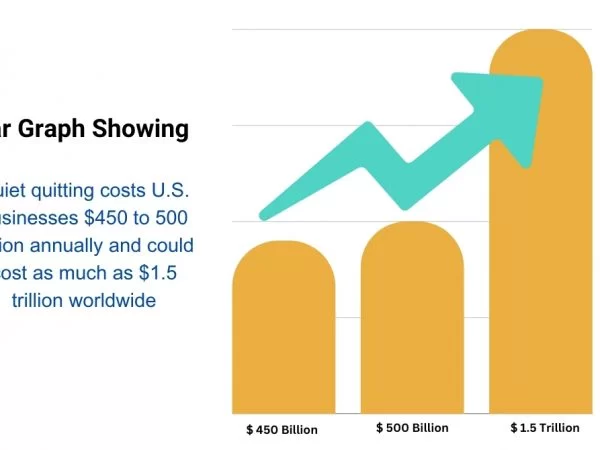 ar Graph Showing
uiet quitting costs U.S.
usinesses $450 to 500
ion annually and could
cost as much as $1.5
trillion worldwide
$ 450 Billion
$ 500 Billion
$ 1.5 Trillion